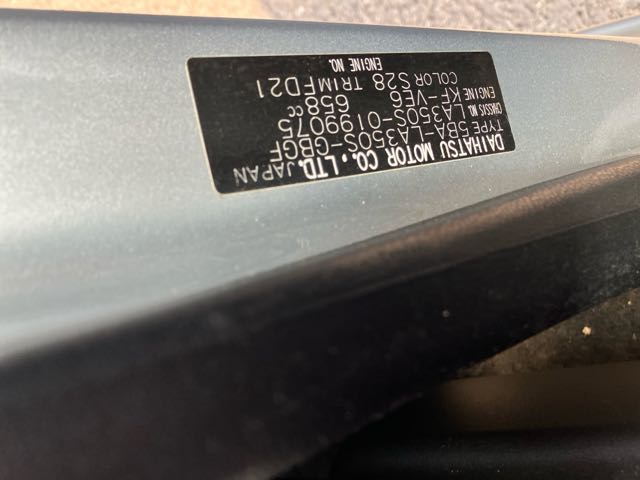 DAIHATSU MOTOR CO., LTD. JAPAN
TYPE 5BA-LA350S-GBGF
CHASSIS NO. LA350S-0199075
ENGINE KF-VE6 658cc
COLOR S28 TRIM FD21
ENGINE NO.